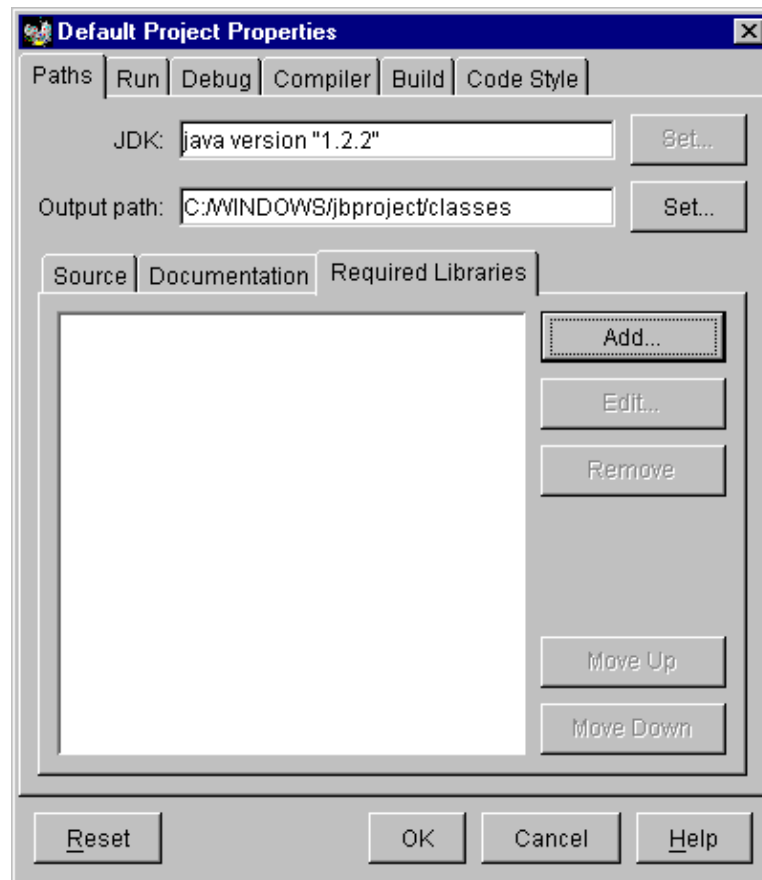 Default Project Properties
Paths Run Debug Compiler Build Code Style
JDK: java version "1.2.2" Set...
Output path: C:/WINDOWS/jbproject/classes Set...
Source Documentation Required Libraries
Add...
Edit...
Remove
Move Up
Move Down
Reset OK Cancel Help